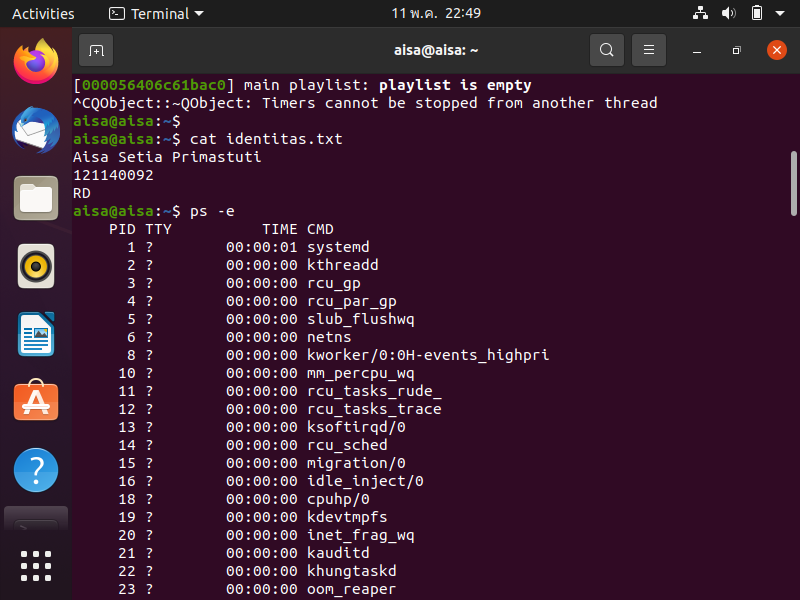 Activities Terminal 11 พ.ค. 22:49
aisa@aisa: ~
[000056406c61bac0] main playlist: playlist is empty
^CQObject::~QObject: Timers cannot be stopped from another thread
aisa@aisa:~$
aisa@aisa:~$ cat identitas.txt
Aisa Setia Primastuti
121140092
RD
aisa@aisa:~$ ps -e
PID TTY TIME CMD
1 ? 00:00:01 systemd
2 ? 00:00:00 kthreadd
3 ? 00:00:00 rcu_gp
4 ? 00:00:00 rcu_par_gp
5 ? 00:00:00 slub_flushwq
6 ? 00:00:00 netns
8 ? 00:00:00 kworker/0:0H-events_highpri
10 ? 00:00:00 mm_percpu_wq
11 ? 00:00:00 rcu_tasks_rude_
12 ? 00:00:00 rcu_tasks_trace
13 ? 00:00:00 ksoftirqd/0
14 ? 00:00:00 rcu_sched
15 ? 00:00:00 migration/0
16 ? 00:00:00 idle_inject/0
18 ? 00:00:00 cpuhp/0
19 ? 00:00:00 kdevtmpfs
20 ? 00:00:00 inet_frag_wq
21 ? 00:00:00 kauditd
22 ? 00:00:00 khungtaskd
23 ? 00:00:00 oom_reaper